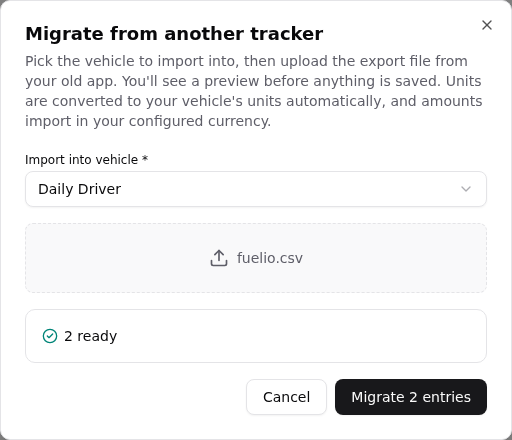 Migrate from another tracker
Pick the vehicle to import into, then upload the export file from
your old app. You'll see a preview before anything is saved. Units
are converted to your vehicle's units automatically, and amounts
import in your configured currency.
Import into vehicle *
Daily Driver
fuelio.csv
2 ready
Cancel
Migrate 2 entries